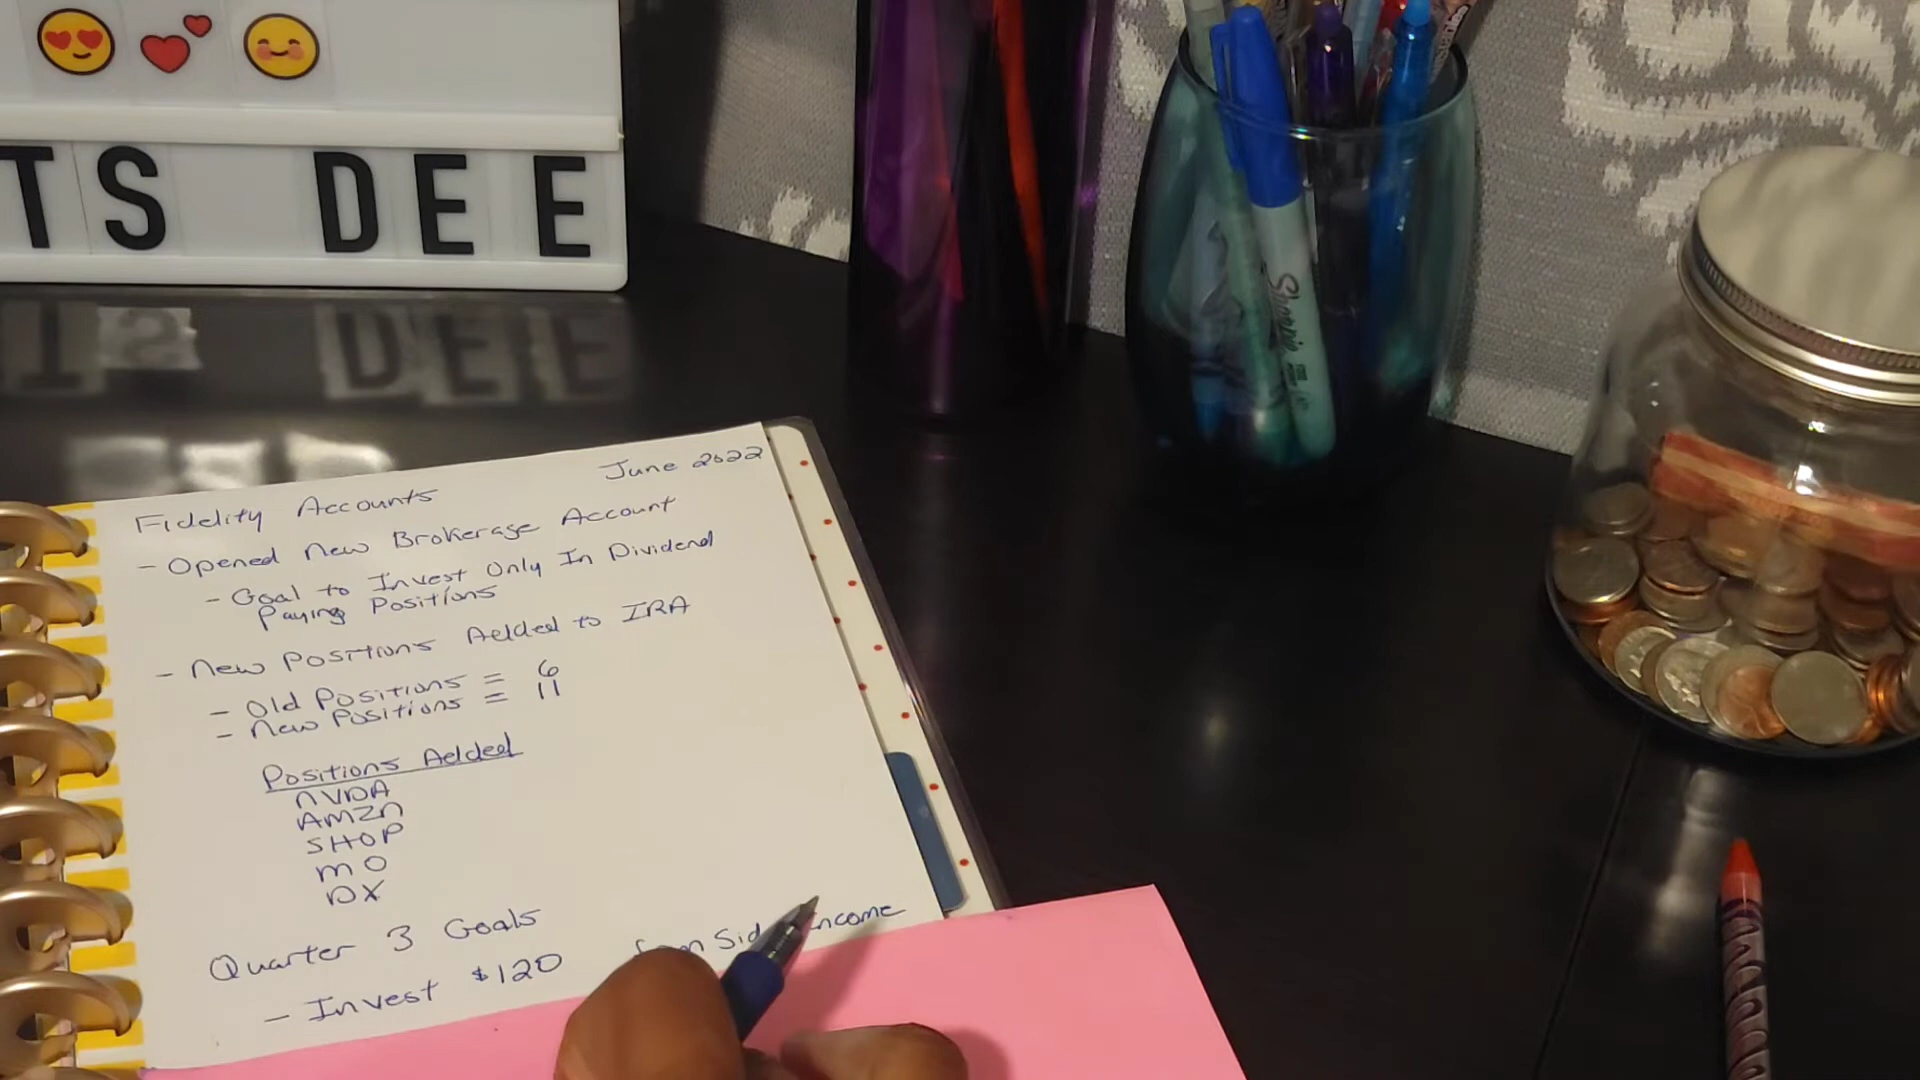 TS DEE
Sharpie
June 2022
Fidelity Accounts
- Opened New Brokerage Account
- Goal to Invest Only In Dividend
Paying Positions
- New Positions Added to IRA
- Old Positions = 6
- New Positions = 11
Positions Added
NVDA
AMZN
SHOP
MO
DX
Quarter 3 Goals
- Invest $120 from Side Income